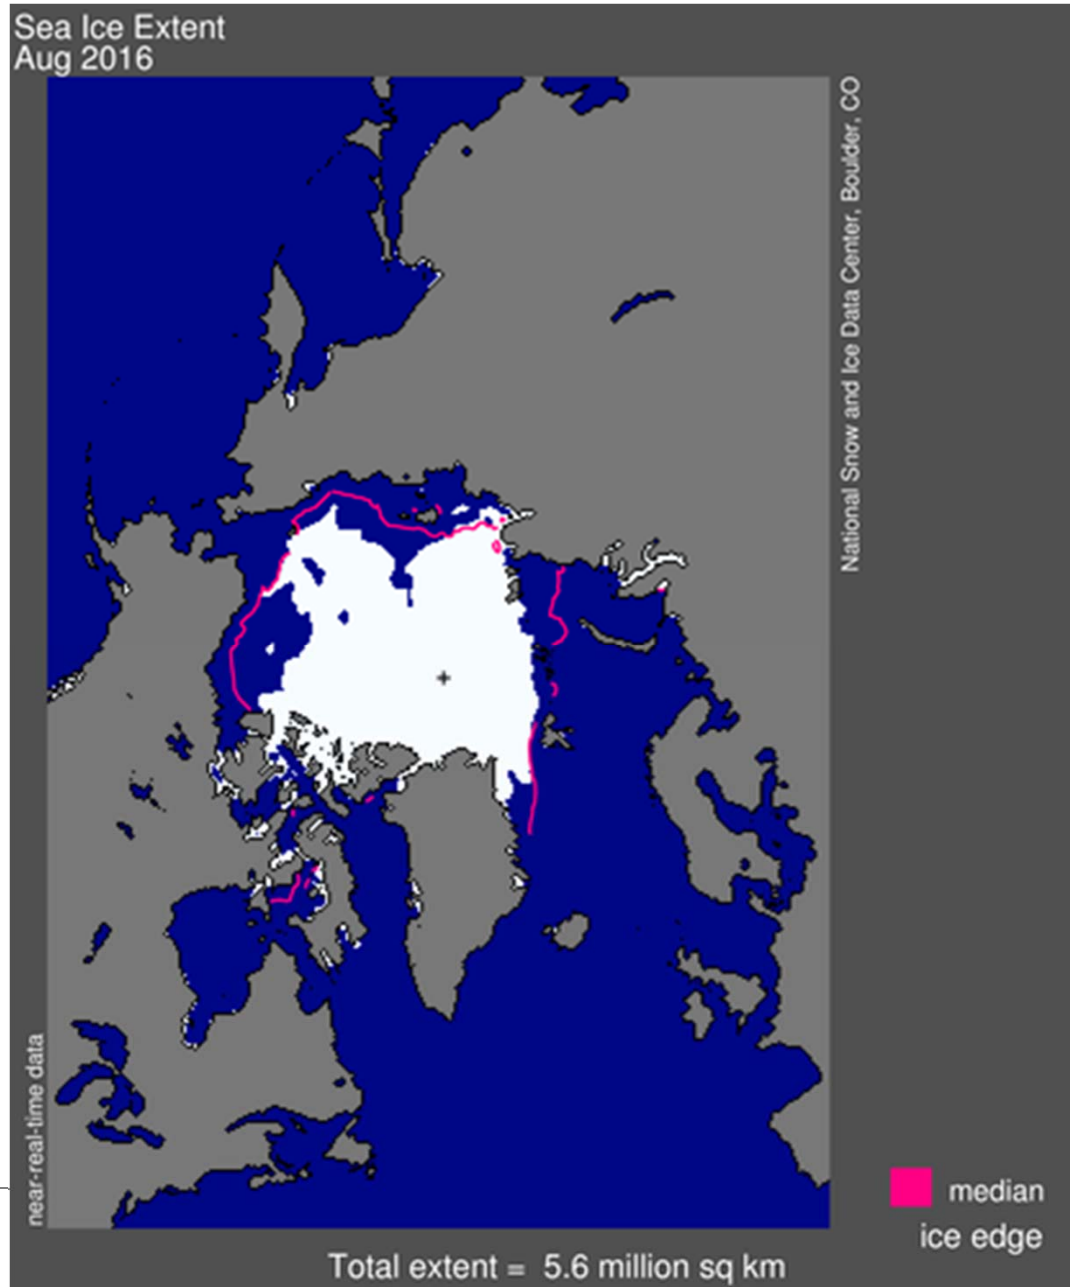 Sea Ice Extent
Aug 2016
National Snow and Ice Data Center, Boulder, CO
near-real-time data
median
ice edge
Total extent = 5.6 million sq km